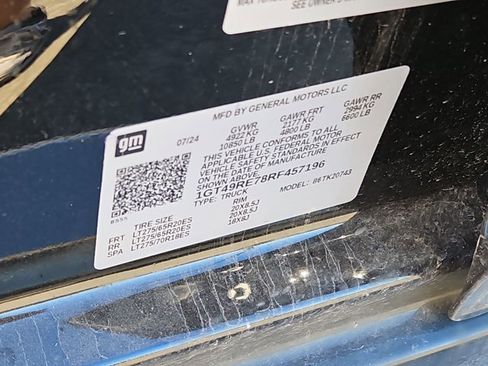 SEE OWNER'S
MFD BY GENERAL MOTORS LLC
gm
07/24
GVWR GAWR FRT GAWR RR
4922 KG 2177 KG 2994 KG
10850 LB 4800 LB 6600 LB
THIS VEHICLE CONFORMS TO ALL
APPLICABLE U.S. FEDERAL MOTOR
VEHICLE SAFETY STANDARDS IN EFFECT
ON THE DATE OF MANUFACTURE
SHOWN ABOVE.
1GT49RE78RF457196
TYPE: TRUCK MODEL: #6TK20743
TIRE SIZE RIM
FRT LT275/65R20ES 20X8.5J
RR LT275/65R20ES 20X8.5J
SPA LT275/70R18ES 18X8J